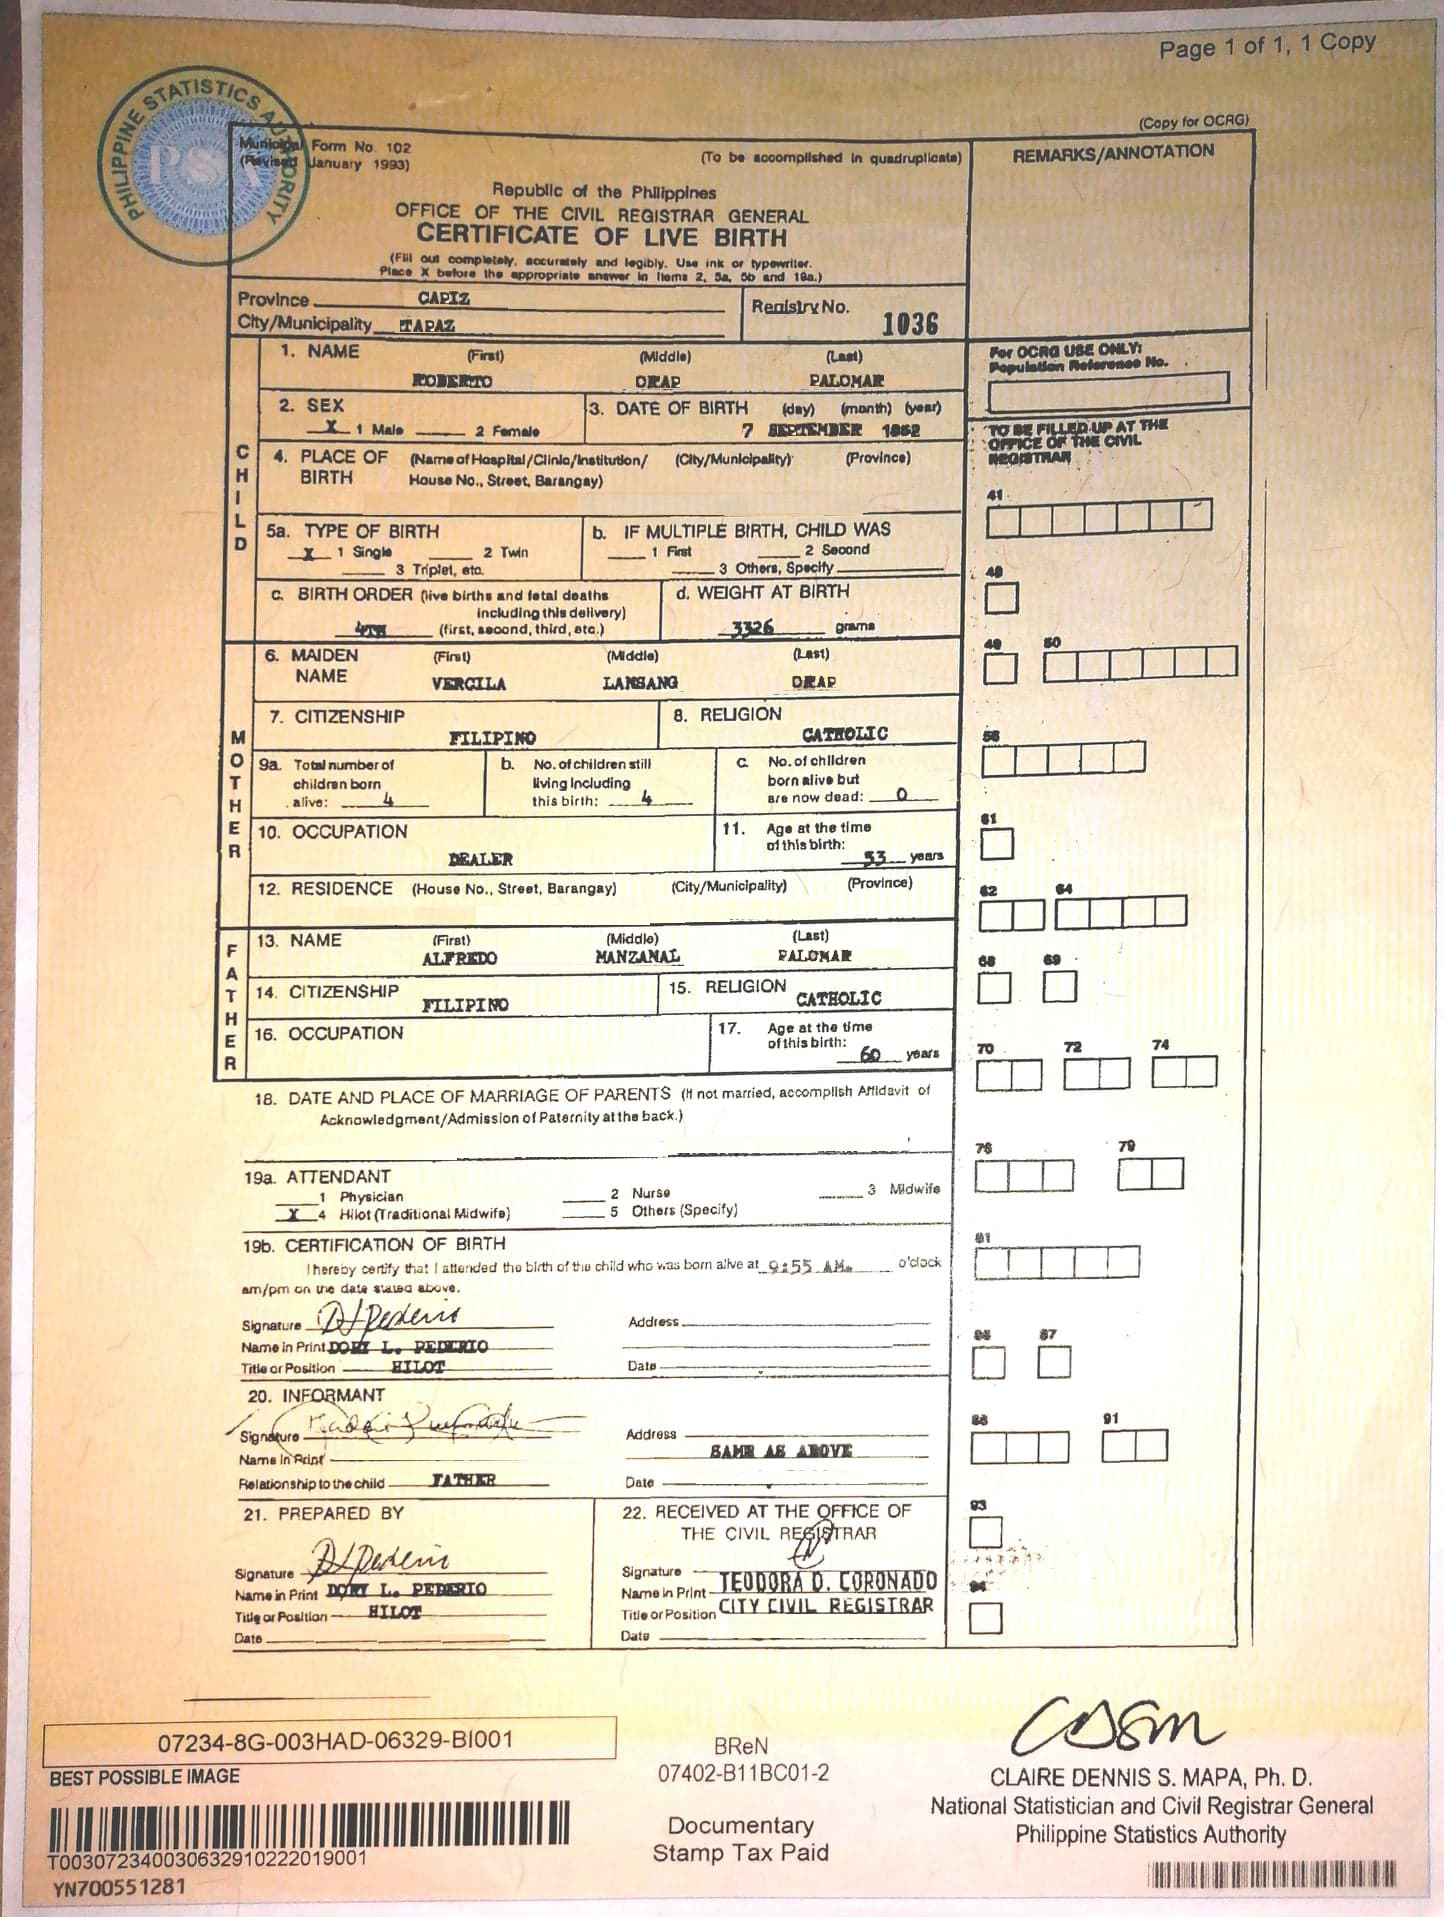 Page 1 of 1, 1 Copy
PHILIPPINE STATISTICS AUTHORITY
PSA
(Copy for OCRG)
Municipal Form No. 102
(Revised January 1993)
(To be accomplished in quadruplicate)
REMARKS/ANNOTATION
Republic of the Philippines
OFFICE OF THE CIVIL REGISTRAR GENERAL
CERTIFICATE OF LIVE BIRTH
(Fill out completely, accurately and legibly. Use ink or typewriter.
Place X before the appropriate answer in Items 2, 5a, 5b and 19a.)
Province CAPIZ
City/Municipality TAPAZ
Registry No. 1036
For OCRG USE ONLY:
Population Reference No.
TO BE FILLED UP AT THE
OFFICE OF THE CIVIL
REGISTRAR
CHILD
1. NAME (First) (Middle) (Last)
ROBERTO ORAP PALOMAR
2. SEX
X 1 Male 2 Female
3. DATE OF BIRTH (day) (month) (year)
7 SEPTEMBER 1952
4. PLACE OF BIRTH (Name of Hospital/Clinic/Institution/ (City/Municipality) (Province)
House No., Street, Barangay)
41
5a. TYPE OF BIRTH
X 1 Single 2 Twin
3 Triplet, etc.
b. IF MULTIPLE BIRTH, CHILD WAS
1 First 2 Second
3 Others, Specify
48
c. BIRTH ORDER (live births and fetal deaths
including this delivery)
4TH (first, second, third, etc.)
d. WEIGHT AT BIRTH
3326 grams
49 50
MOTHER
6. MAIDEN NAME (First) (Middle) (Last)
VERCILA LANSANG ORAP
7. CITIZENSHIP
FILIPINO
8. RELIGION
CATHOLIC
56
9a. Total number of
children born
alive: 4
b. No. of children still
living including
this birth: 4
c. No. of children
born alive but
are now dead: 0
61
10. OCCUPATION
DEALER
11. Age at the time
of this birth:
53 years
12. RESIDENCE (House No., Street, Barangay) (City/Municipality) (Province)
62 64
FATHER
13. NAME (First) (Middle) (Last)
ALFREDO MANZANAL PALOMAR
68 69
14. CITIZENSHIP
FILIPINO
15. RELIGION
CATHOLIC
16. OCCUPATION
17. Age at the time
of this birth:
60 years
70 72 74
18. DATE AND PLACE OF MARRIAGE OF PARENTS (If not married, accomplish Affidavit of
Acknowledgment/Admission of Paternity at the back.)
76 79
19a. ATTENDANT
1 Physician 2 Nurse 3 Midwife
X 4 Hilot (Traditional Midwife) 5 Others (Specify)
19b. CERTIFICATION OF BIRTH
I hereby certify that I attended the birth of the child who was born alive at 9:55 AM. o'clock
am/pm on the date stated above.
81
Signature
Name in Print DORY L. PEDERIO
Title or Position HILOT
Address
Date
87
20. INFORMANT
Signature
Name in Print
Relationship to the child FATHER
Address
SAME AS ABOVE
Date
88 91
21. PREPARED BY
Signature
Name in Print DORY L. PEDERIO
Title or Position HILOT
Date
22. RECEIVED AT THE OFFICE OF
THE CIVIL REGISTRAR
Signature
Name in Print TEODORA D. CORONADO
Title or Position CITY CIVIL REGISTRAR
Date
93
94
07234-8G-003HAD-06329-BI001
BEST POSSIBLE IMAGE
T003072340030632910222019001
YN700551281
BReN
07402-B11BC01-2
Documentary
Stamp Tax Paid
CLAIRE DENNIS S. MAPA, Ph. D.
National Statistician and Civil Registrar General
Philippine Statistics Authority